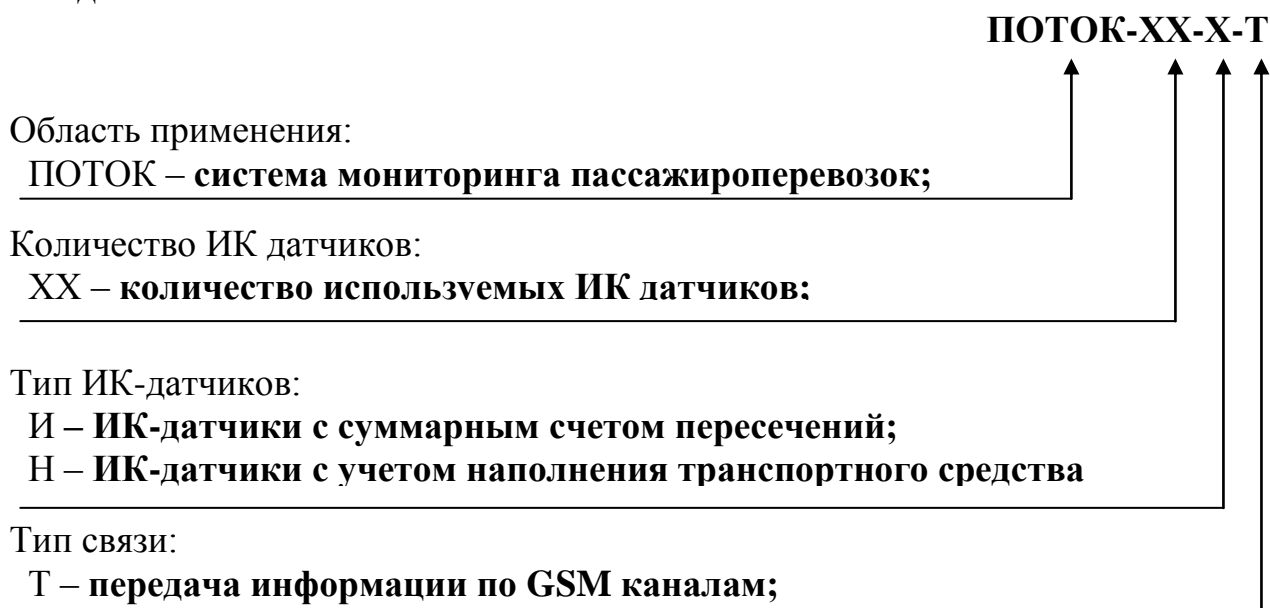 ПОТОК-ХХ-Х-Т
Область применения:
ПОТОК – система мониторинга пассажироперевозок;
Количество ИК датчиков:
ХХ – количество используемых ИК датчиков;
Тип ИК-датчиков:
И – ИК-датчики с суммарным счетом пересечений;
Н – ИК-датчики с учетом наполнения транспортного средства
Тип связи:
Т – передача информации по GSM каналам;